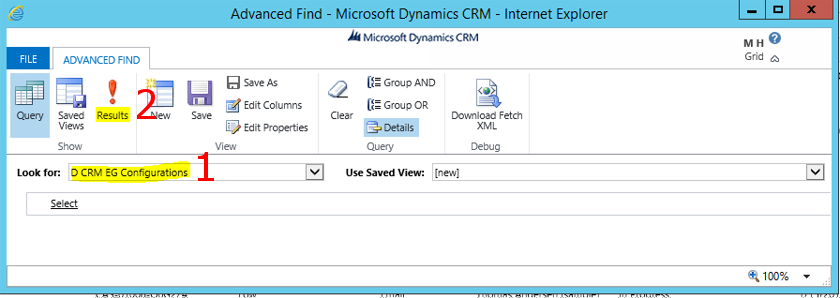 Advanced Find - Microsoft Dynamics CRM - Internet Explorer
Microsoft Dynamics CRM
M H
Grid
FILE
ADVANCED FIND
Query
Saved Views
Results
2
New
Save
Save As
Edit Columns
Edit Properties
Clear
Group AND
Group OR
Details
Download Fetch XML
Show
View
Query
Debug
Look for:
D CRM EG Configurations
1
Use Saved View:
[new]
Select
100%